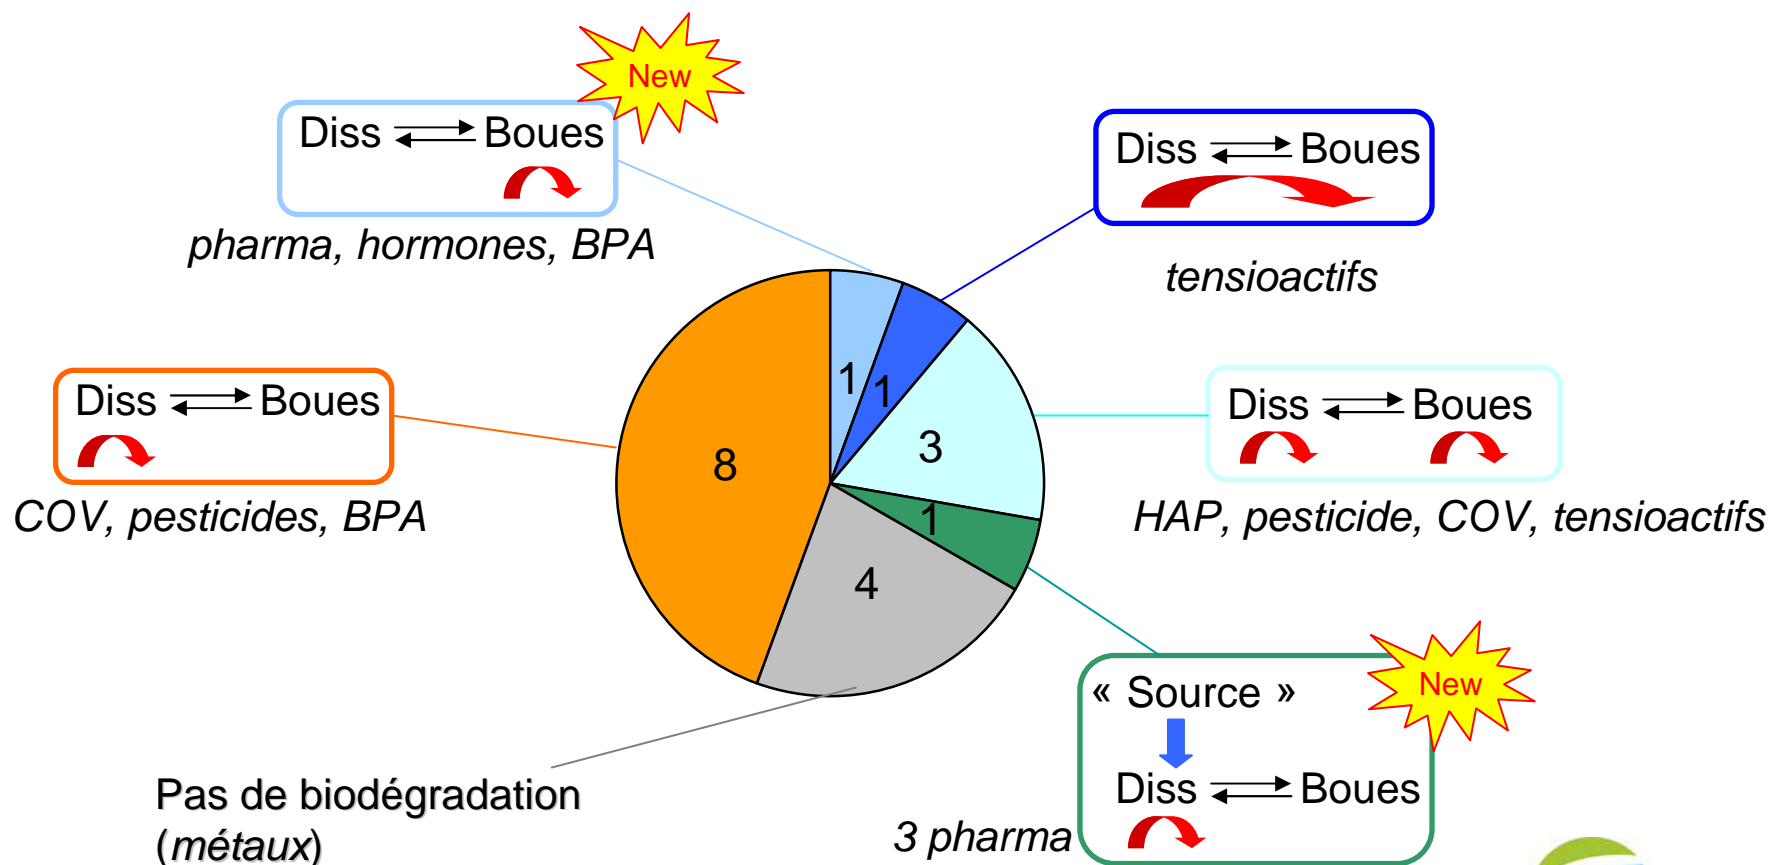 New
Diss Boues
pharma, hormones, BPA
Diss Boues
tensioactifs
Diss Boues
COV, pesticides, BPA
Diss Boues
HAP, pesticide, COV, tensioactifs
1
1
3
8
1
4
New
« Source »
Diss Boues
3 pharma
Pas de biodégradation
(métaux)